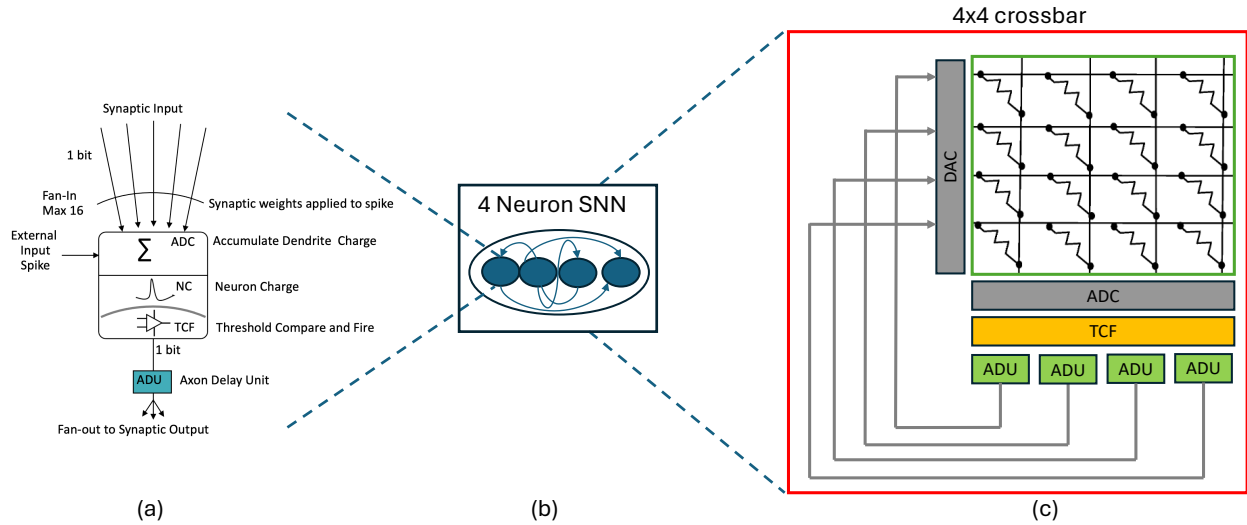 Synaptic Input
1 bit
Fan-In
Max 16
Synaptic weights applied to spike
External
Input
Spike
Σ
ADC
Accumulate Dendrite Charge
NC
Neuron Charge
TCF
Threshold Compare and Fire
1 bit
ADU
Axon Delay Unit
Fan-out to Synaptic Output
(a)
4 Neuron SNN
(b)
4x4 crossbar
DAC
ADC
TCF
ADU ADU ADU ADU
(c)